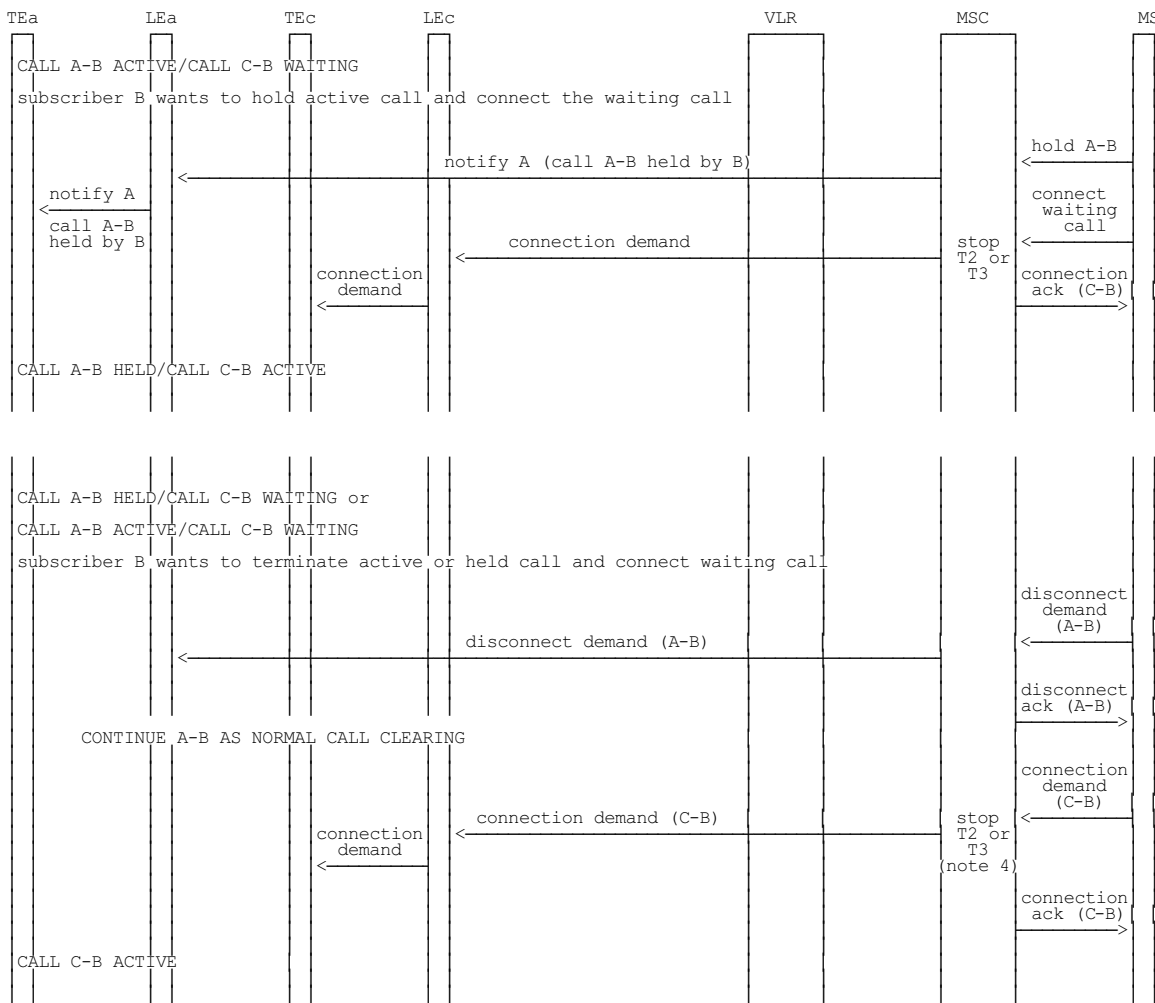 TEa LEa TEc LEc VLR MSC MS
CALL A-B ACTIVE/CALL C-B WAITING
subscriber B wants to hold active call and connect the waiting call
hold A-B
notify A (call A-B held by B)
notify A
call A-B
held by B
connect
waiting
call
connection demand
stop
T2 or
T3
connection
demand
connection
ack (C-B)
CALL A-B HELD/CALL C-B ACTIVE
CALL A-B HELD/CALL C-B WAITING or
CALL A-B ACTIVE/CALL C-B WAITING
subscriber B wants to terminate active or held call and connect waiting call
disconnect
demand
(A-B)
disconnect demand (A-B)
disconnect
ack (A-B)
CONTINUE A-B AS NORMAL CALL CLEARING
connection
demand
(C-B)
connection demand (C-B)
stop
T2 or
T3
(note 4)
connection
demand
connection
ack (C-B)
CALL C-B ACTIVE